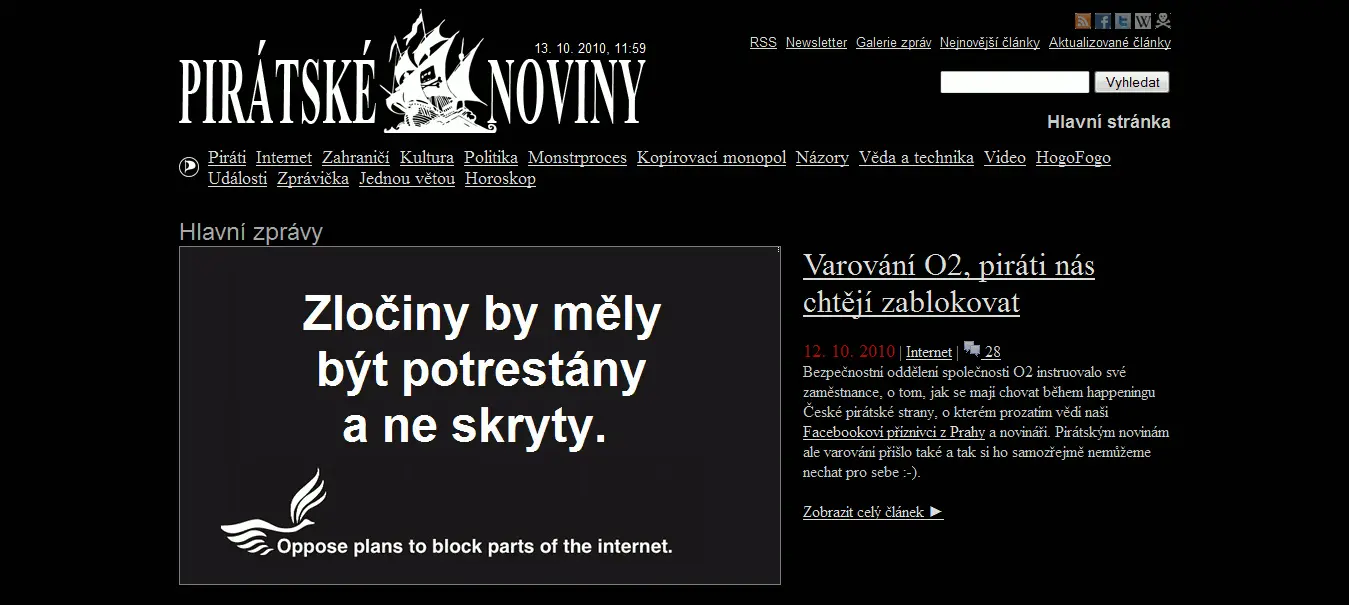 13. 10. 2010, 11:59
PIRÁTSKÉ NOVINY
RSS Newsletter Galerie zpráv Nejnovější články Aktualizované články
Vyhledat
Hlavní stránka
Piráti Internet Zahraničí Kultura Politika Monstrproces Kopírovací monopol Názory Věda a technika Video HogoFogo
Události Zprávička Jednou větou Horoskop
Hlavní zprávy
Zločiny by měly
být potrestány
a ne skryty.
Oppose plans to block parts of the internet.
Varování O2, piráti nás
chtějí zablokovat
12. 10. 2010 | Internet | 28
Bezpečnostní oddělení společnosti O2 instruovalo své
zaměstnance, o tom, jak se mají chovat během happeningu
České pirátské strany, o kterém prozatím vědí naši
Facebookoví příznivci z Prahy a novináři. Pirátským novinám
ale varování přišlo také a tak si ho samozřejmě nemůžeme
nechat pro sebe :-).
Zobrazit celý článek ►